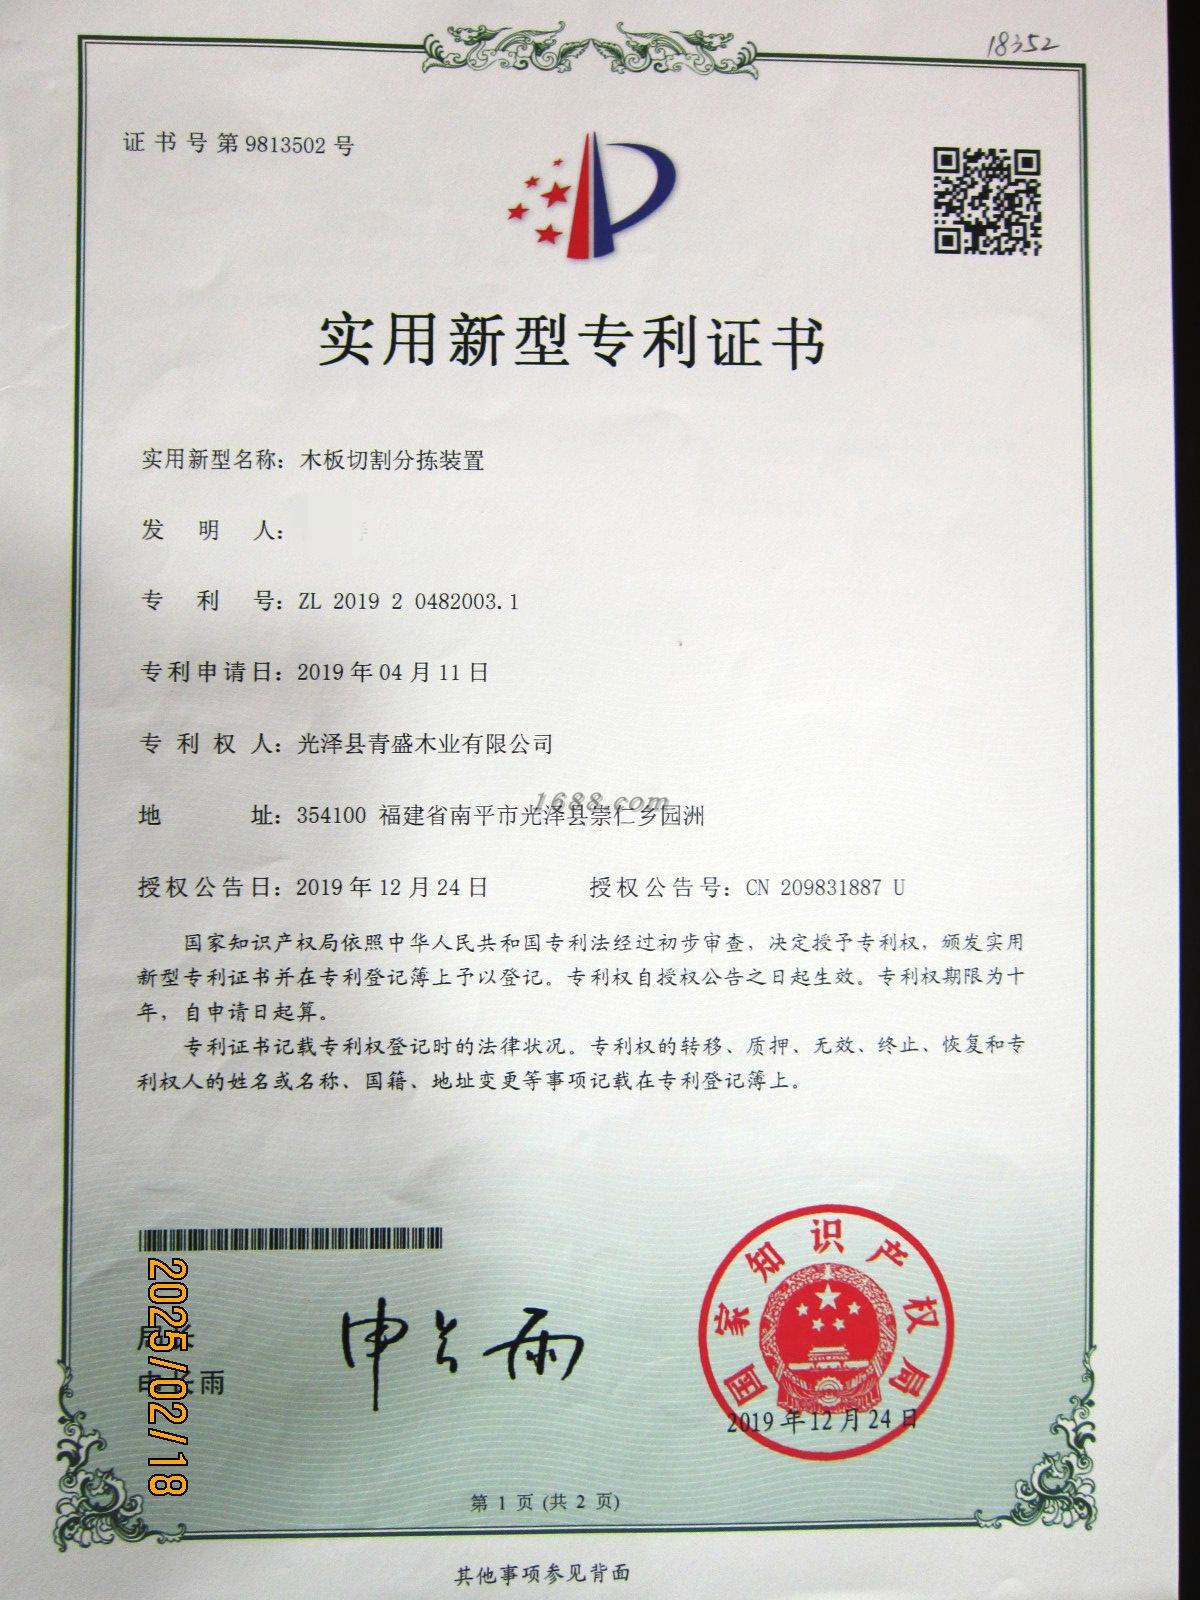 18352
证书号第9813502号
实用新型专利证书
实用新型名称：木板切割分拣装置
发明人：
专利号：ZL 2019 2 0482003.1
专利申请日：2019年04月11日
专利权人：光泽县青盛木业有限公司
1688.com
地址：354100 福建省南平市光泽县崇仁乡园洲
授权公告日：2019年12月24日 授权公告号：CN 209831887 U
国家知识产权局依照中华人民共和国专利法经过初步审查，决定授予专利权，颁发实用
新型专利证书并在专利登记簿上予以登记。专利权自授权公告之日起生效。专利权期限为十
年，自申请日起算。
专利证书记载专利权登记时的法律状况。专利权的转移、质押、无效、终止、恢复和专
利权人的姓名或名称、国籍、地址变更等事项记载在专利登记簿上。
局长
申长雨
2025/02/18
申长雨
国家知识产权局
2019年12月24日
第 1 页 (共 2 页)
其他事项参见背面